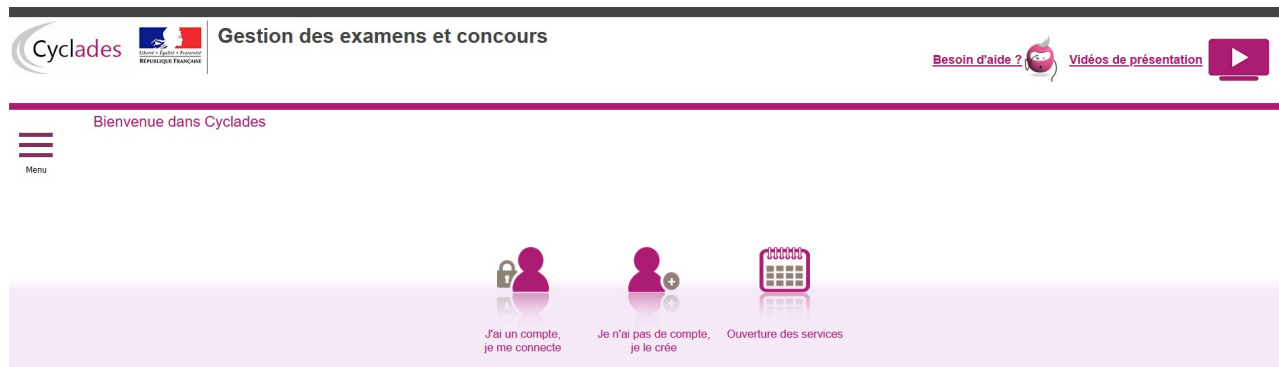 Cyclades
Liberté • Égalité • Fraternité
RÉPUBLIQUE FRANÇAISE
Gestion des examens et concours
Besoin d'aide ?
Vidéos de présentation
Bienvenue dans Cyclades
Menu
J'ai un compte,
je me connecte
Je n'ai pas de compte,
je le crée
Ouverture des services